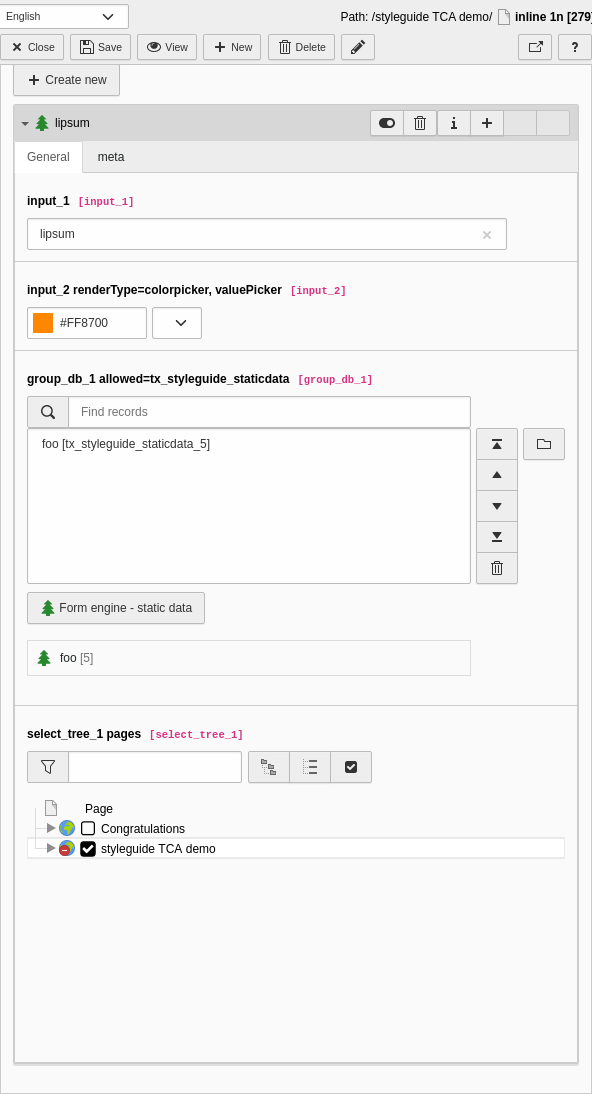 English
Path: /styleguide TCA demo/ inline 1n [279]
Close Save View New Delete ?
Create new
lipsum
General meta
input_1 [input_1]
lipsum
input_2 renderType=colorpicker, valuePicker [input_2]
#FF8700
group_db_1 allowed=tx_styleguide_staticdata [group_db_1]
Find records
foo [tx_styleguide_staticdata_5]
Form engine - static data
foo [5]
select_tree_1 pages [select_tree_1]
Page
Congratulations
styleguide TCA demo